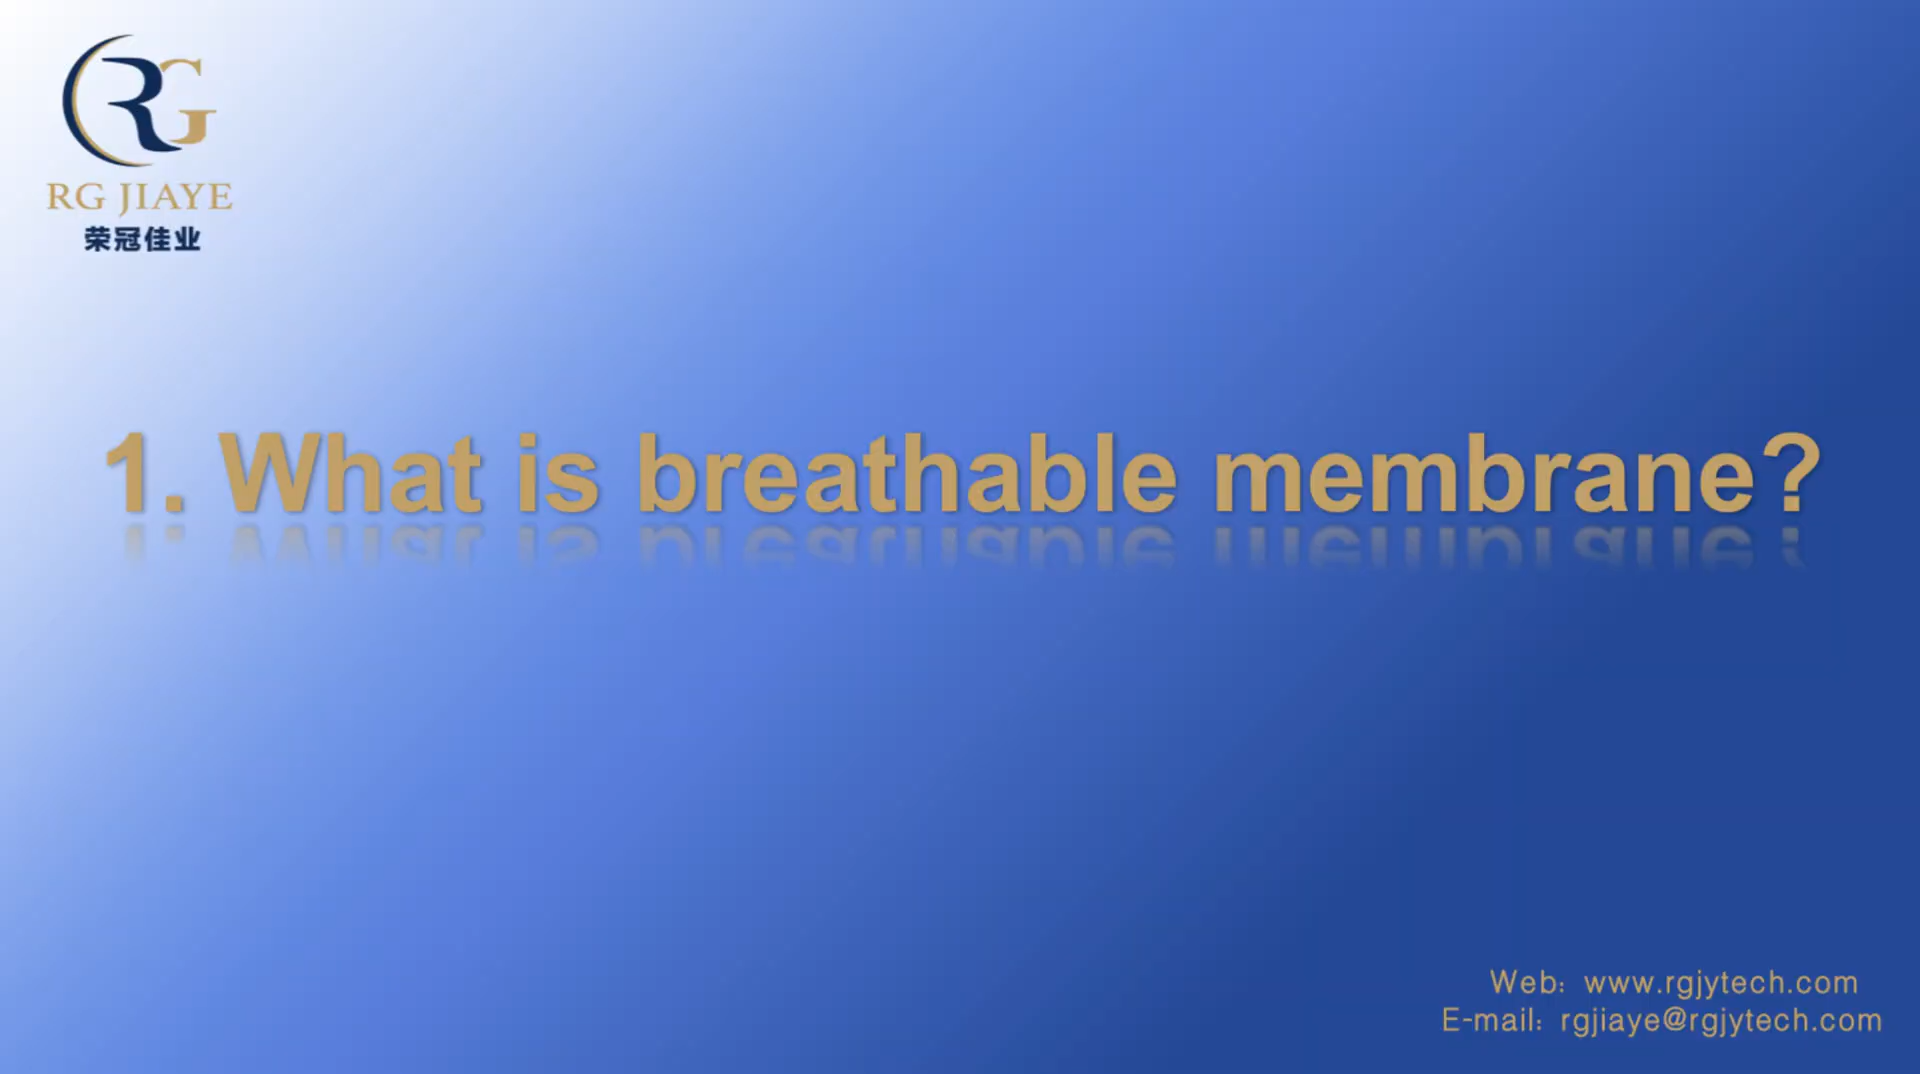 RG
RG JIAYE
荣冠佳业
1. What is breathable membrane?
Web: www.rgjytech.com
E-mail: rgjiaye@rgjytech.com